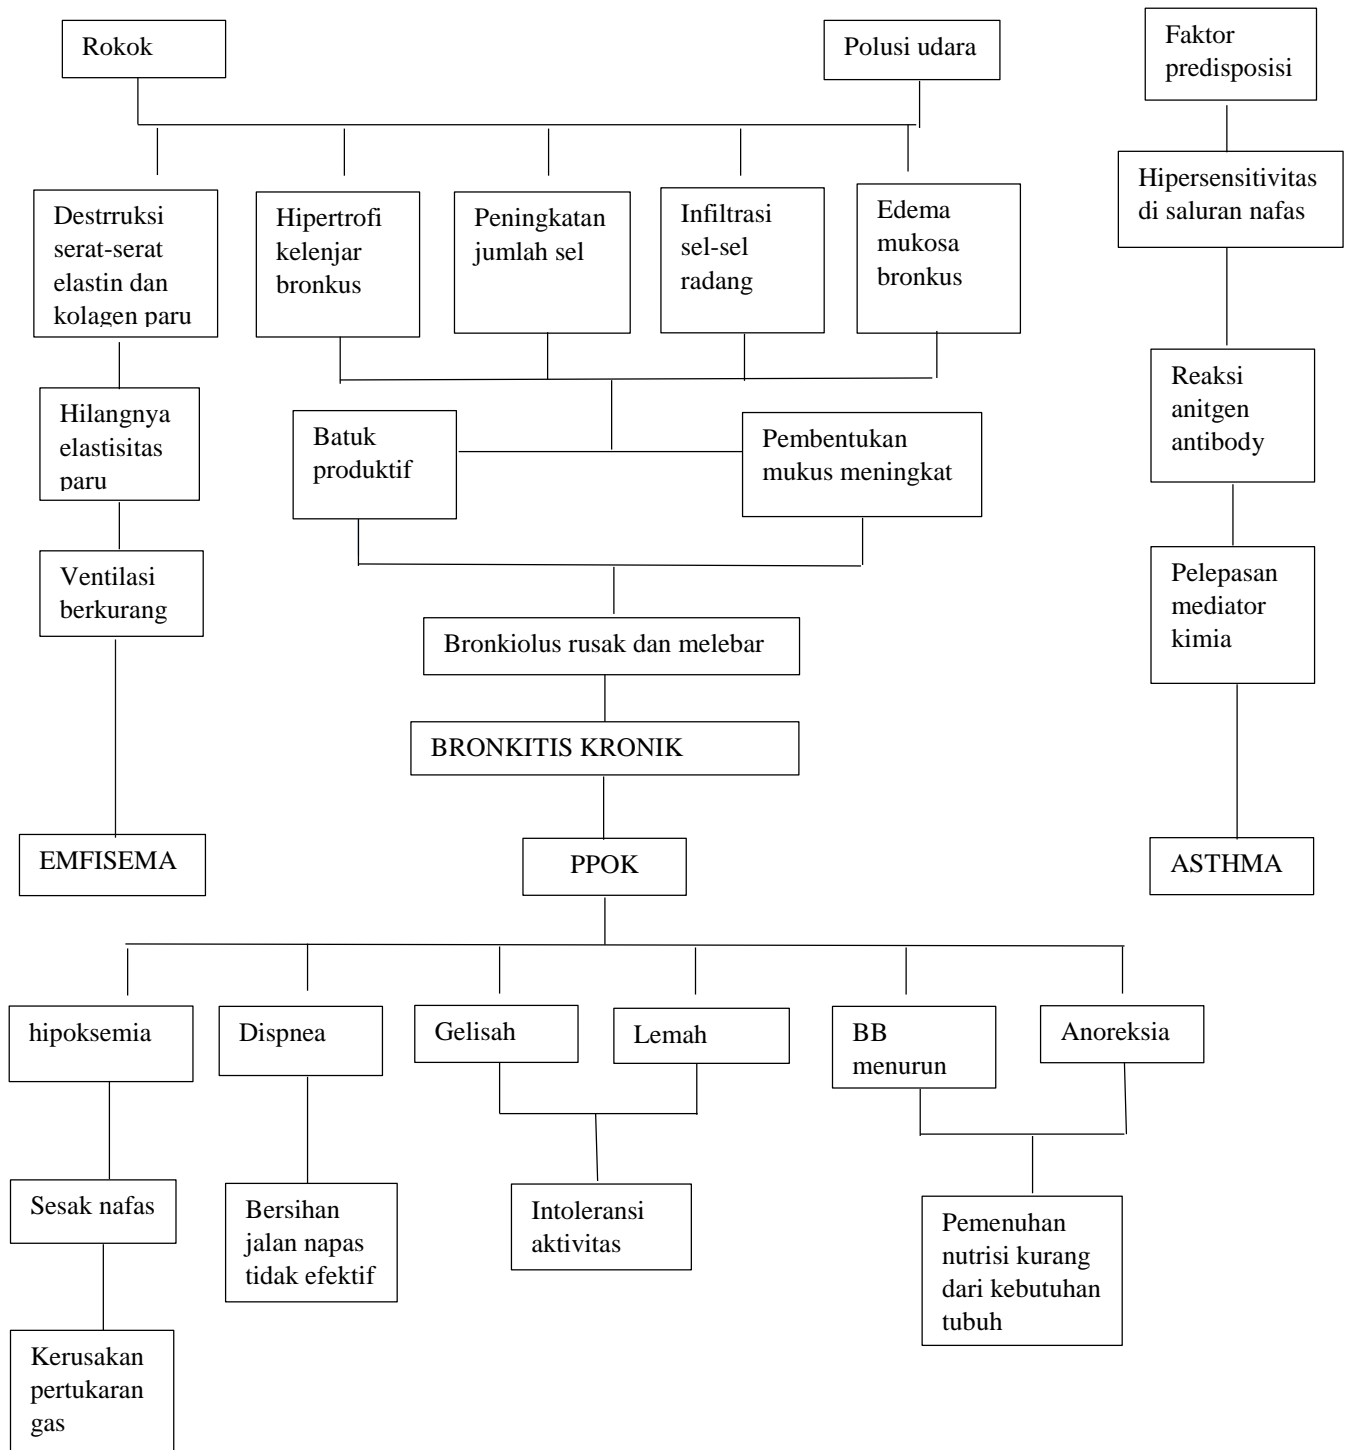 Rokok
Polusi udara
Faktor
predisposisi
Hipersensitivitas
di saluran nafas
Destrruksi
serat-serat
elastin dan
kolagen paru
Hipertrofi
kelenjar
bronkus
Peningkatan
jumlah sel
Infiltrasi
sel-sel
radang
Edema
mukosa
bronkus
Reaksi
anitgen
antibody
Hilangnya
elastisitas
paru
Batuk
produktif
Pembentukan
mukus meningkat
Ventilasi
berkurang
Pelepasan
mediator
kimia
Bronkiolus rusak dan melebar
BRONKITIS KRONIK
EMFISEMA
PPOK
ASTHMA
hipoksemia
Dispnea
Gelisah
Lemah
BB
menurun
Anoreksia
Sesak nafas
Bersihan
jalan napas
tidak efektif
Intoleransi
aktivitas
Pemenuhan
nutrisi kurang
dari kebutuhan
tubuh
Kerusakan
pertukaran
gas